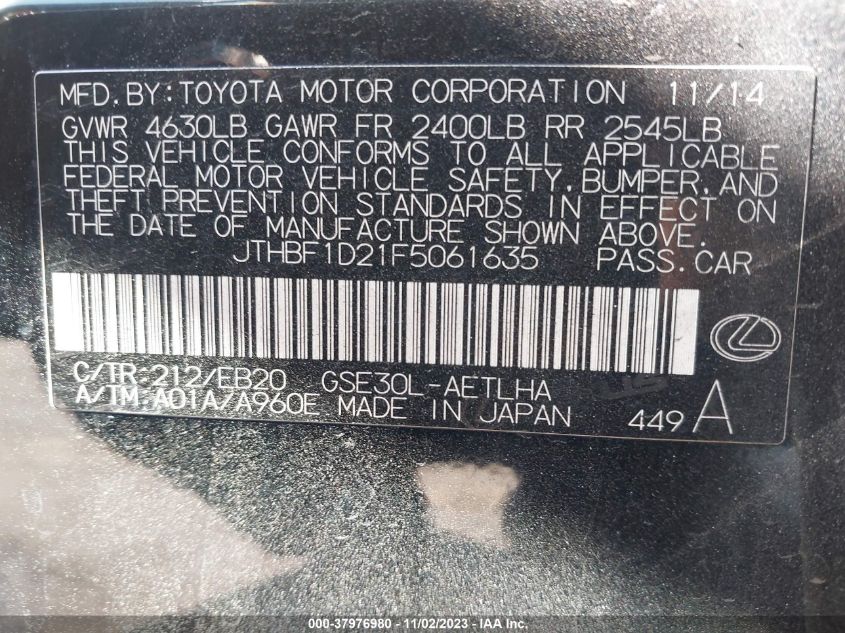 MFD.BY:TOYOTA MOTOR CORPORATION 11/14
GVWR 4630LB GAWR FR 2400LB RR 2545LB
THIS VEHICLE CONFORMS TO ALL APPLICABLE
FEDERAL MOTOR VEHICLE SAFETY,BUMPER,AND
THEFT PREVENTION STANDARDS IN EFFECT ON
THE DATE OF MANUFACTURE SHOWN ABOVE.
JTHBF1D21F5061635 PASS.CAR
C/TR:212/EB20 GSE30L-AETLHA
A/TM:A01A/A960E MADE IN JAPAN 449 A
000-37976980 - 11/02/2023 - IAAI Inc.